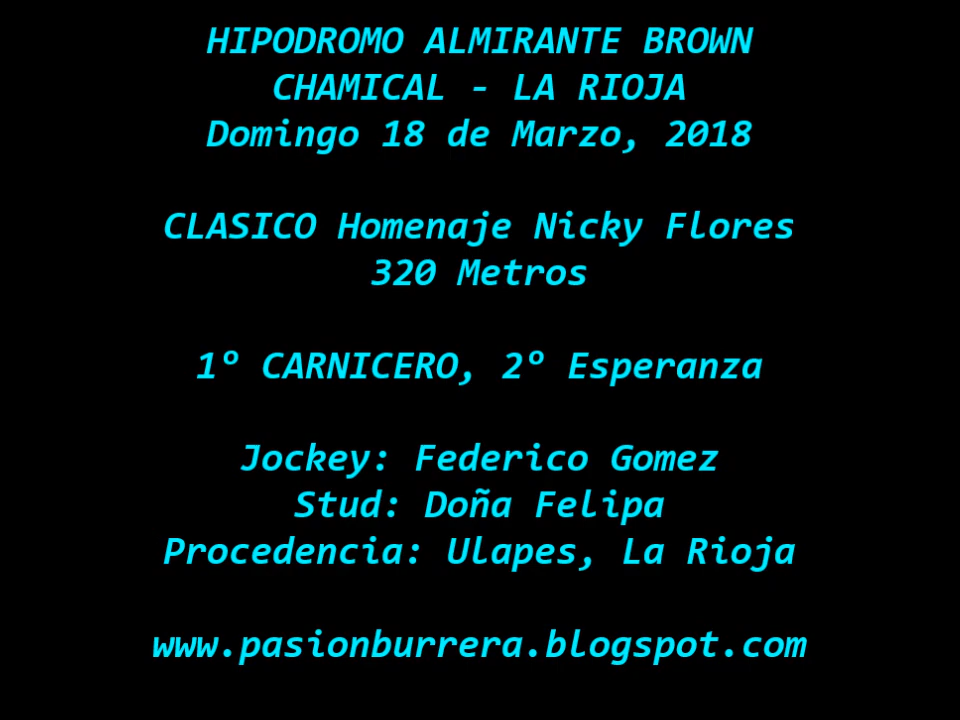 HIPODROMO ALMIRANTE BROWN
CHAMICAL - LA RIOJA
Domingo 18 de Marzo, 2018
CLASICO Homenaje Nicky Flores
320 Metros
1º CARNICERO, 2º Esperanza
Jockey: Federico Gomez
Stud: Doña Felipa
Procedencia: Ulapes, La Rioja
www.pasionburrera.blogspot.com